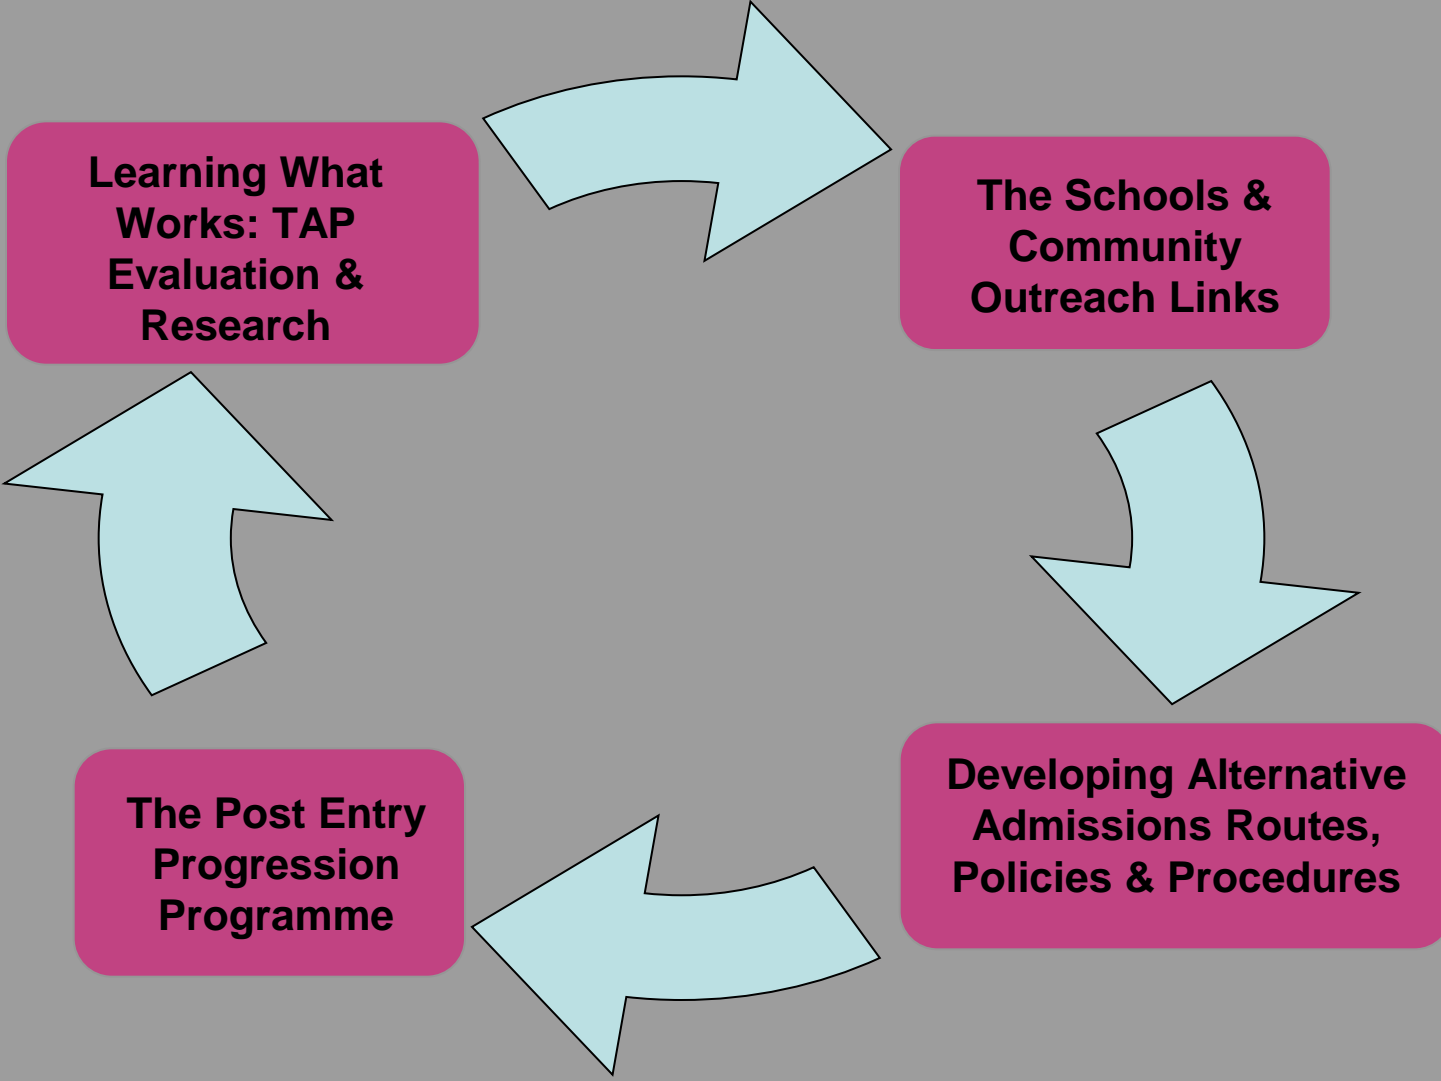 Learning What
Works: TAP
Evaluation &
Research
The Schools &
Community
Outreach Links
The Post Entry
Progression
Programme
Developing Alternative
Admissions Routes,
Policies & Procedures